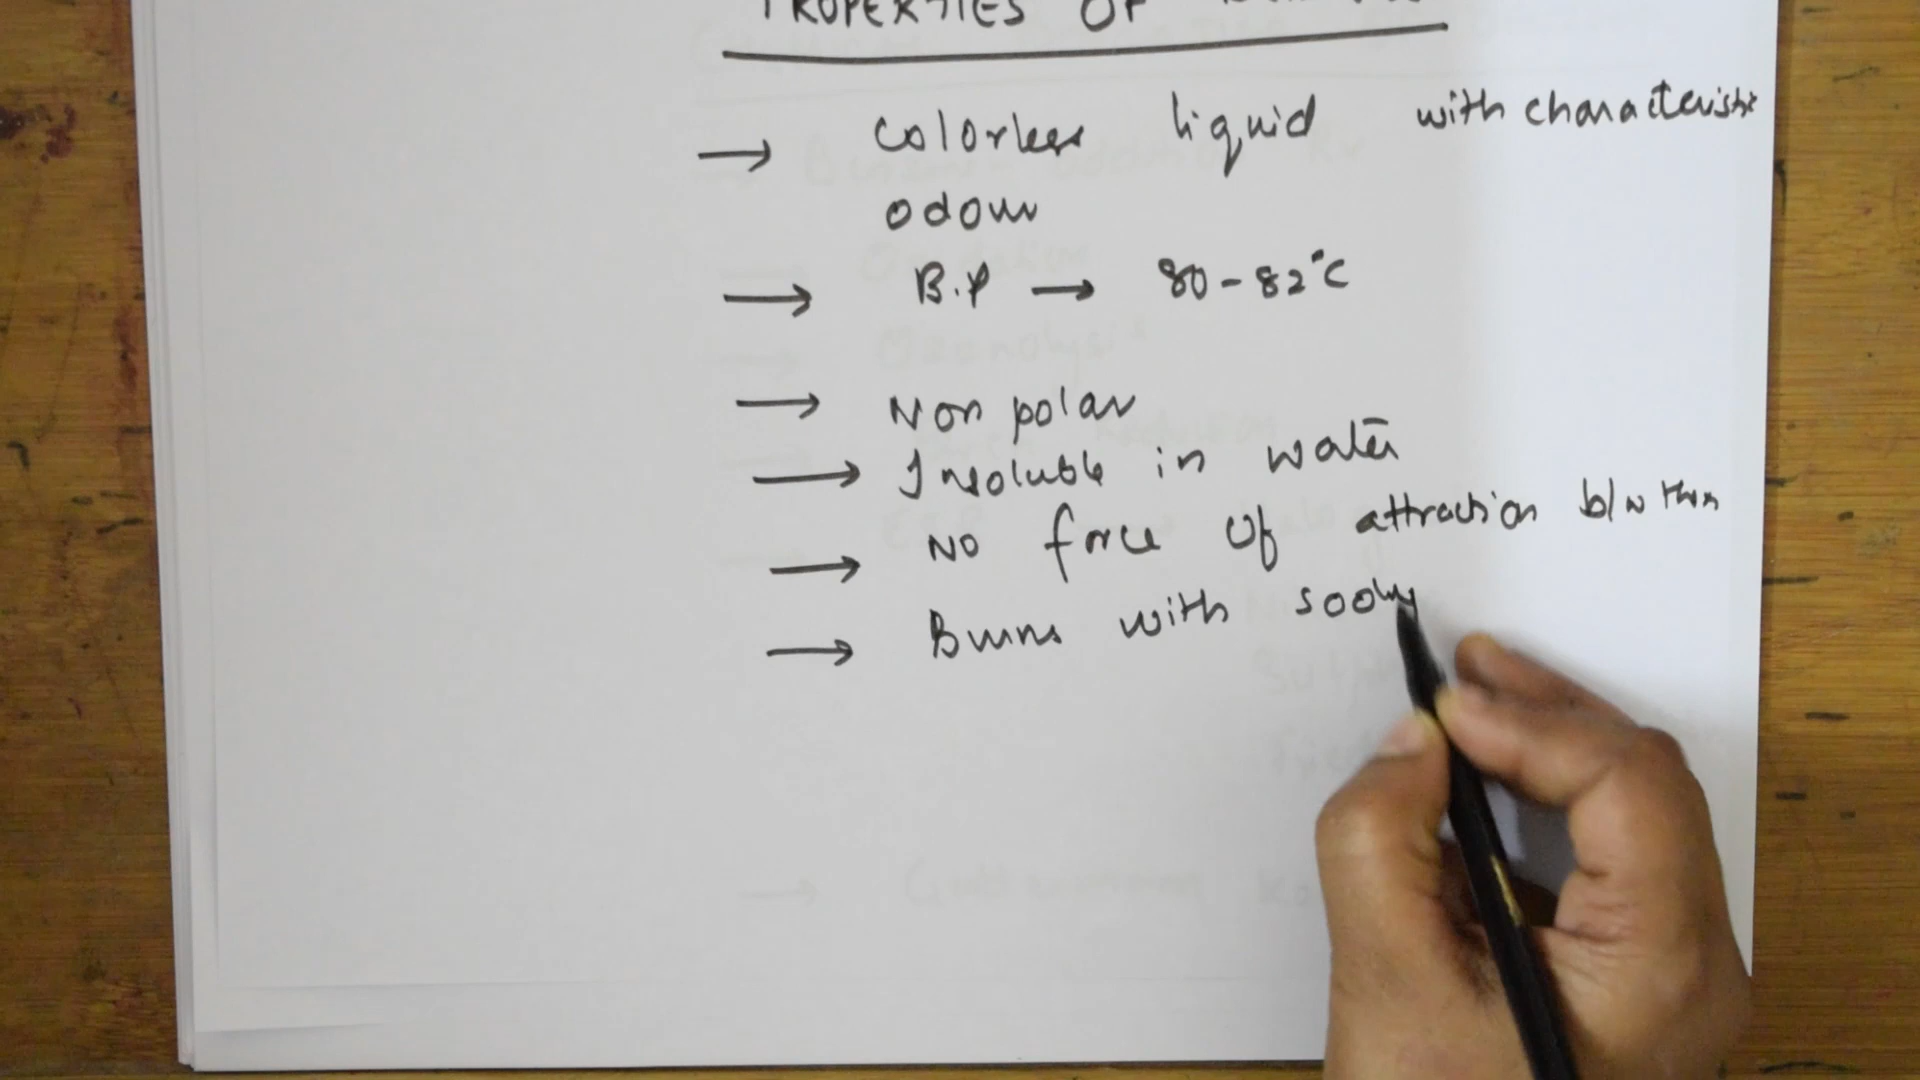 PROPERTIES OF
→ Colorless liquid with characteristic
odour
→ B.P → 80-82°C
→ Non polar
→ Insoluble in water
→ No force of attraction b/w them
→ Burns with sooty